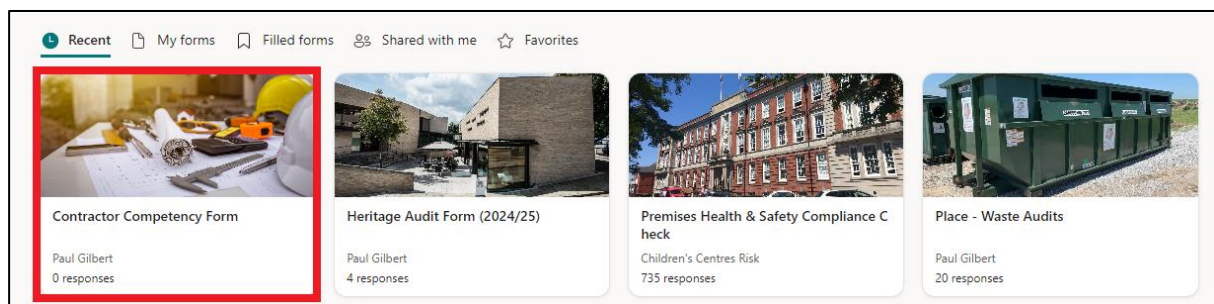 Recent My forms Filled forms Shared with me Favorites
Contractor Competency Form
Paul Gilbert
0 responses
Heritage Audit Form (2024/25)
Paul Gilbert
4 responses
Premises Health & Safety Compliance C
heck
Children's Centres Risk
735 responses
Place - Waste Audits
Paul Gilbert
20 responses